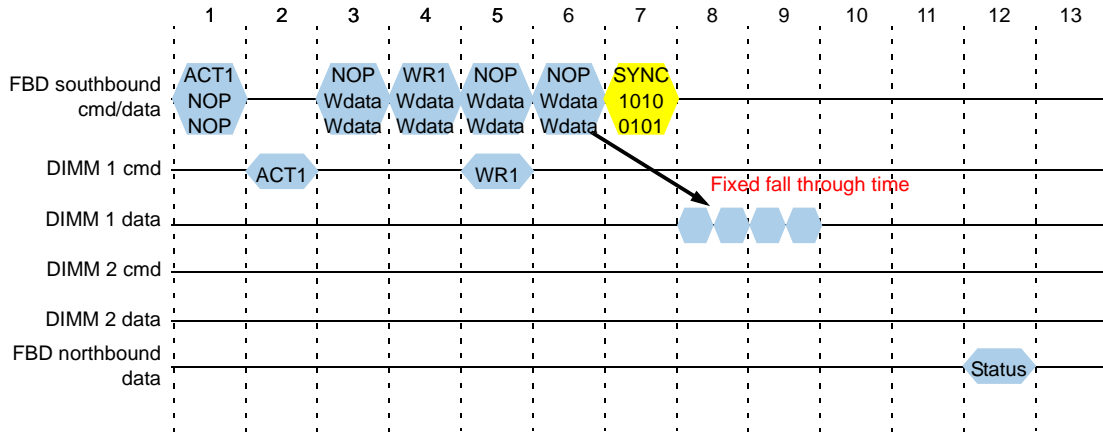 1 2 3 4 5 6 7 8 9 10 11 12 13
FBD southbound
cmd/data
ACT1
NOP
NOP
NOP
Wdata
Wdata
WR1
Wdata
Wdata
NOP
Wdata
Wdata
NOP
Wdata
Wdata
SYNC
1010
0101
DIMM 1 cmd
ACT1
WR1
Fixed fall through time
DIMM 1 data
DIMM 2 cmd
DIMM 2 data
FBD northbound
data
Status